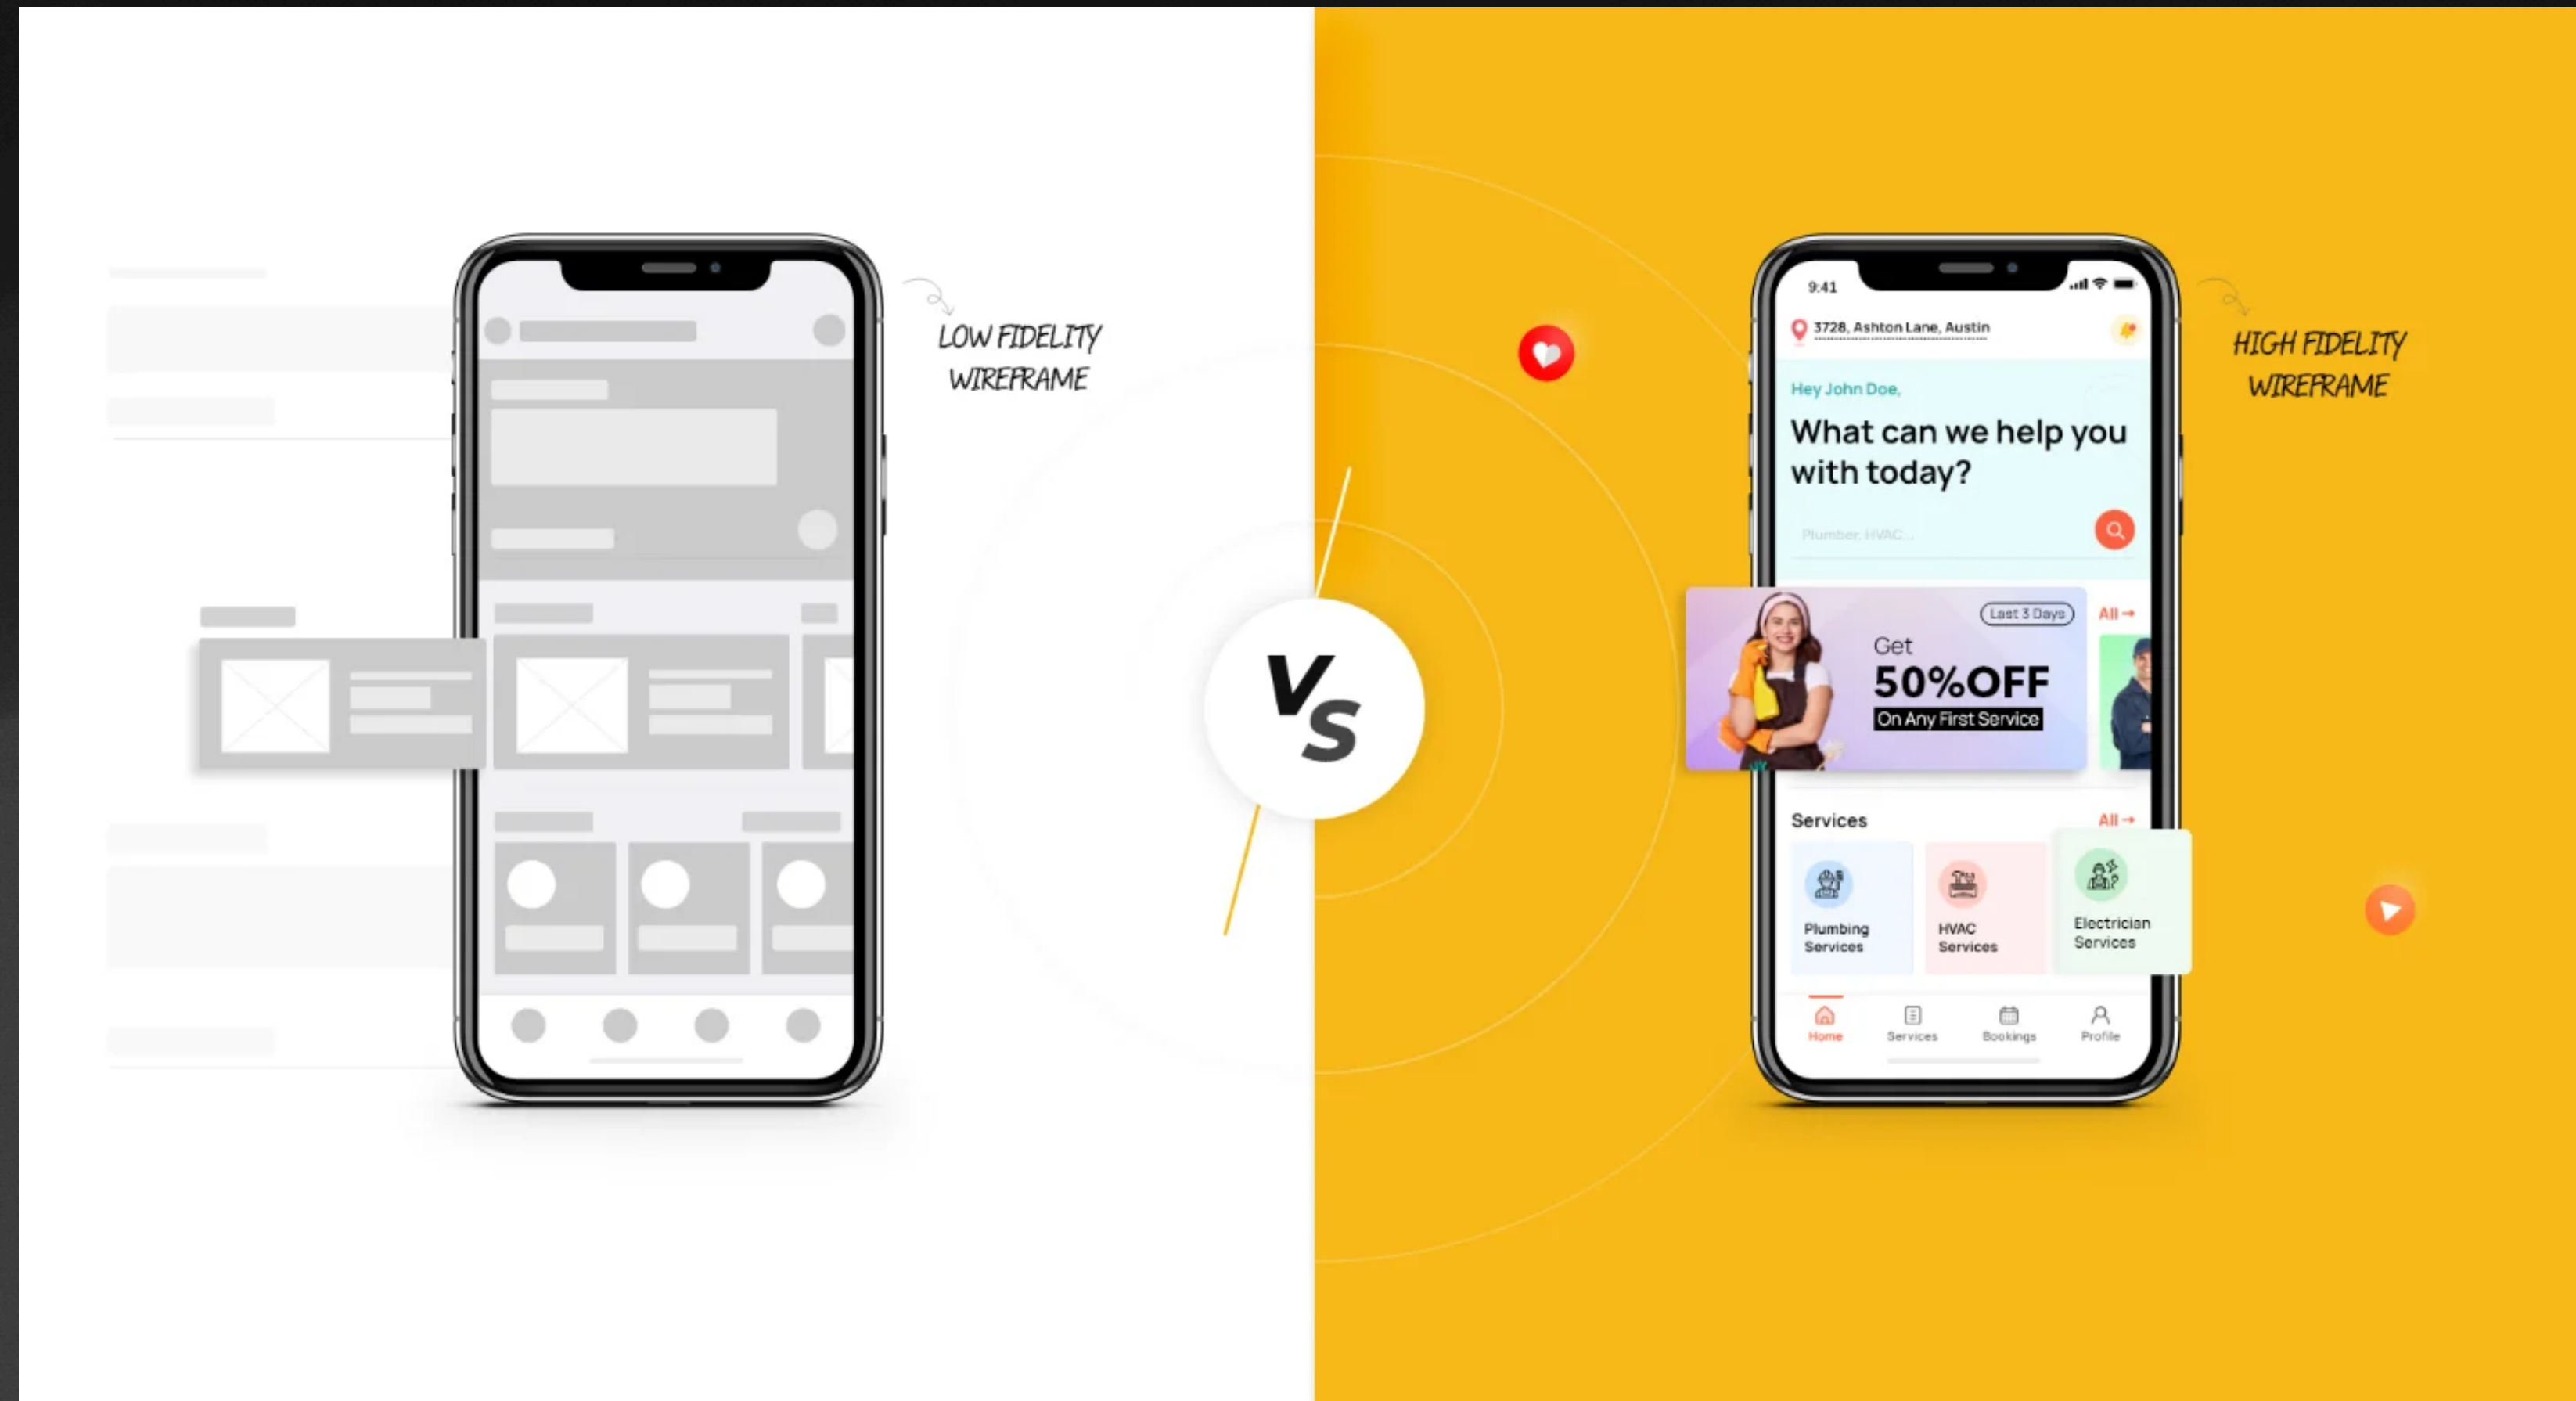 LOW FIDELITY
WIREFRAME
VS
HIGH FIDELITY
WIREFRAME
9:41
3728, Ashton Lane, Austin
Hey John Doe,
What can we help you
with today?
Plumber, HVAC...
Last 3 Days
All→
Get
50%OFF
On Any First Service
Services
All→
Plumbing
Services
HVAC
Services
Electrician
Services
Home
Services
Bookings
Profile